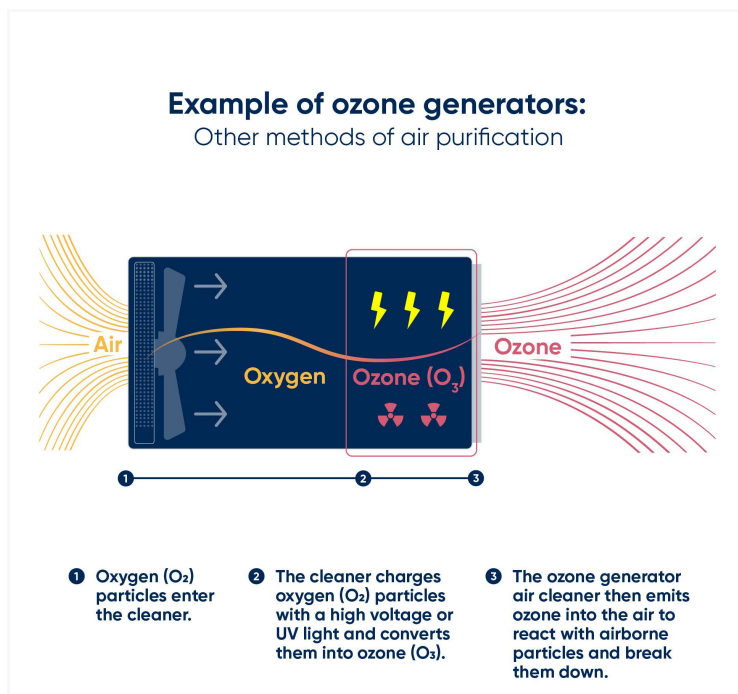 Example of ozone generators:
Other methods of air purification
Air
Oxygen
Ozone (O₃)
Ozone
1
2
3
1 Oxygen (O₂)
particles enter
the cleaner.
2 The cleaner charges
oxygen (O₂) particles
with a high voltage or
UV light and converts
them into ozone (O₃).
3 The ozone generator
air cleaner then emits
ozone into the air to
react with airborne
particles and break
them down.